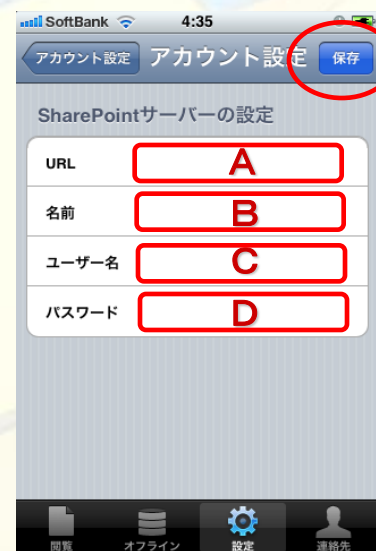 SoftBank 4:35
アカウント設定 アカウント設定 保存
SharePointサーバーの設定
URL A
名前 B
ユーザー名 C
パスワード D
閲覧 オフライン 設定 連絡先